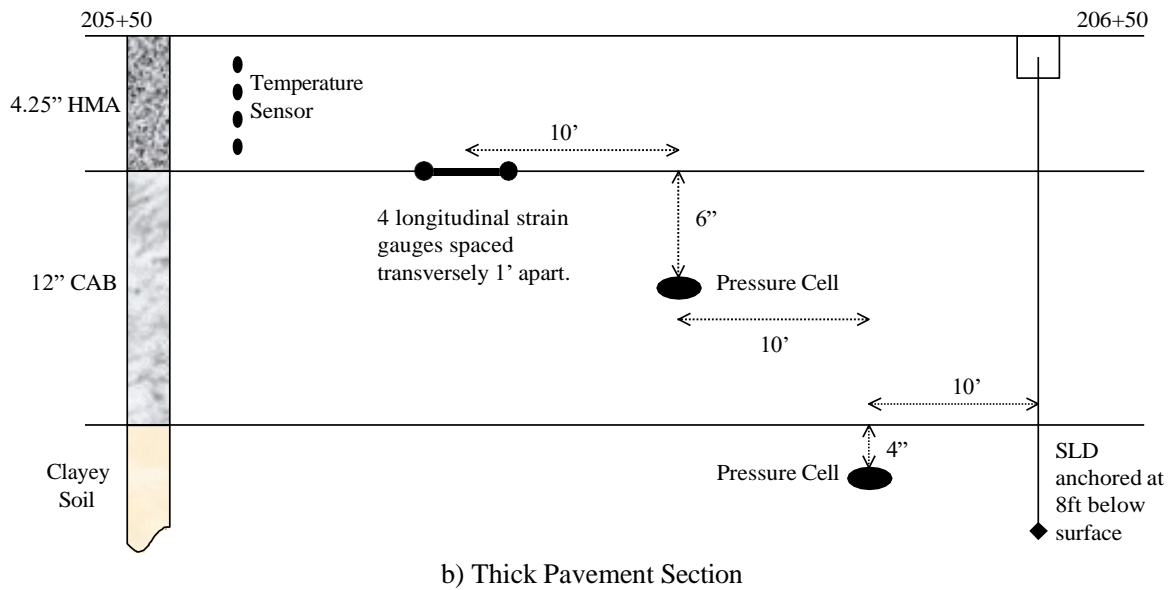 205+50
206+50
4.25” HMA
Temperature
Sensor
10’
4 longitudinal strain
gauges spaced
transversely 1’ apart.
6”
12” CAB
Pressure Cell
10’
10’
Clayey
Soil
Pressure Cell
4”
SLD
anchored at
8ft below
surface
b) Thick Pavement Section